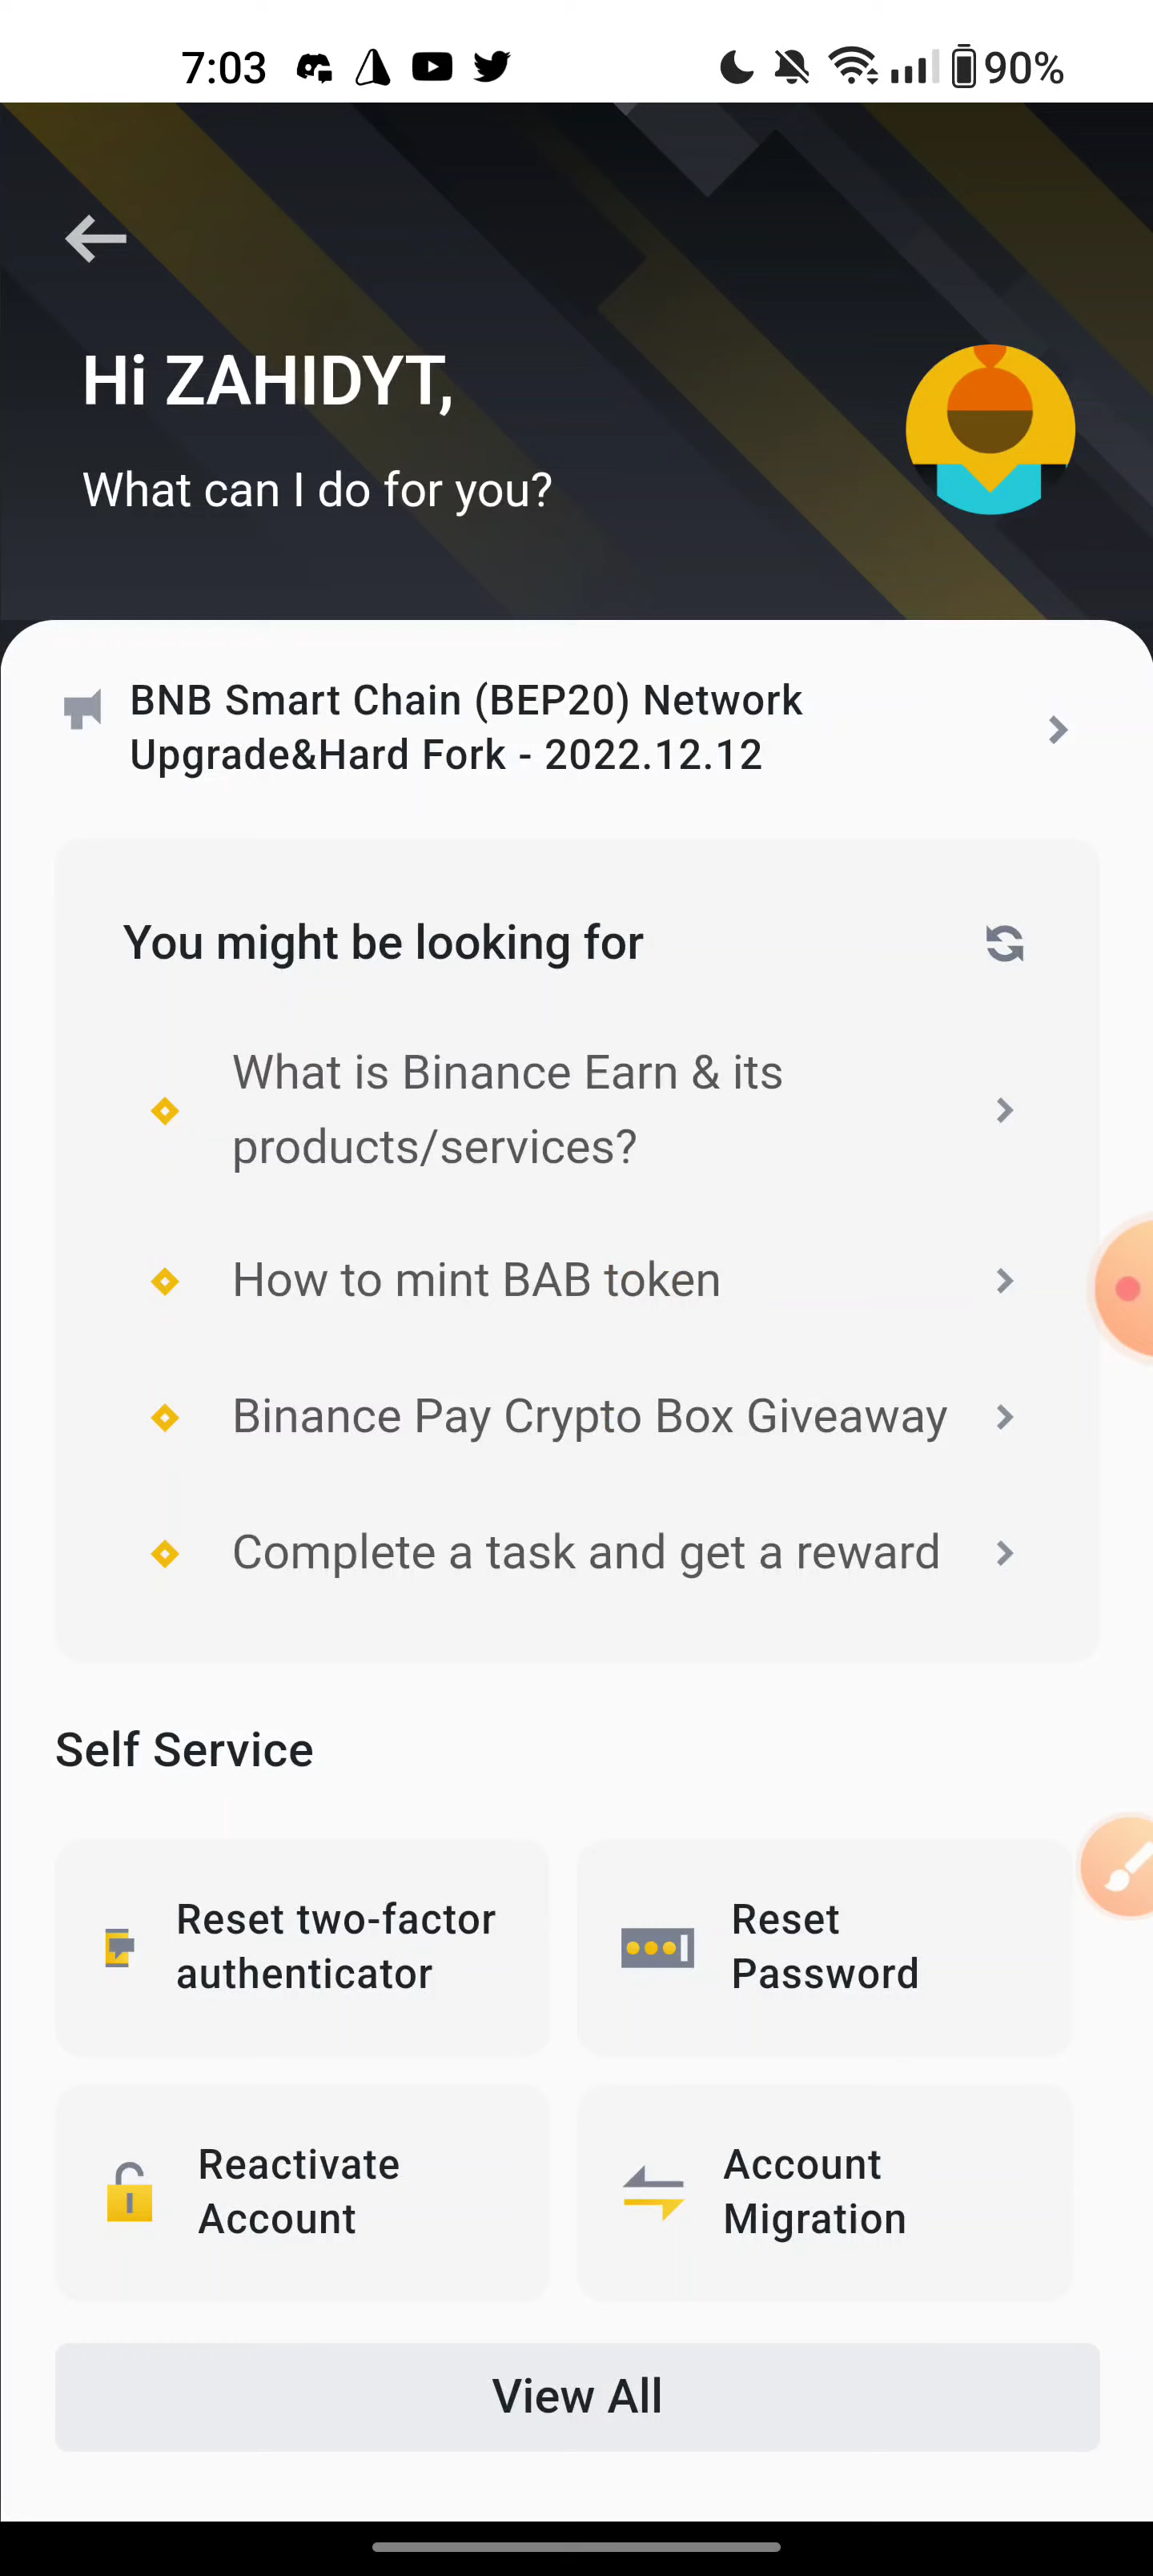 7:03
90%
Hi ZAHIDYT,
What can I do for you?
BNB Smart Chain (BEP20) Network
Upgrade&Hard Fork - 2022.12.12
You might be looking for
What is Binance Earn & its
products/services?
How to mint BAB token
Binance Pay Crypto Box Giveaway
Complete a task and get a reward
Self Service
Reset two-factor
authenticator
Reset
Password
Reactivate
Account
Account
Migration
View All